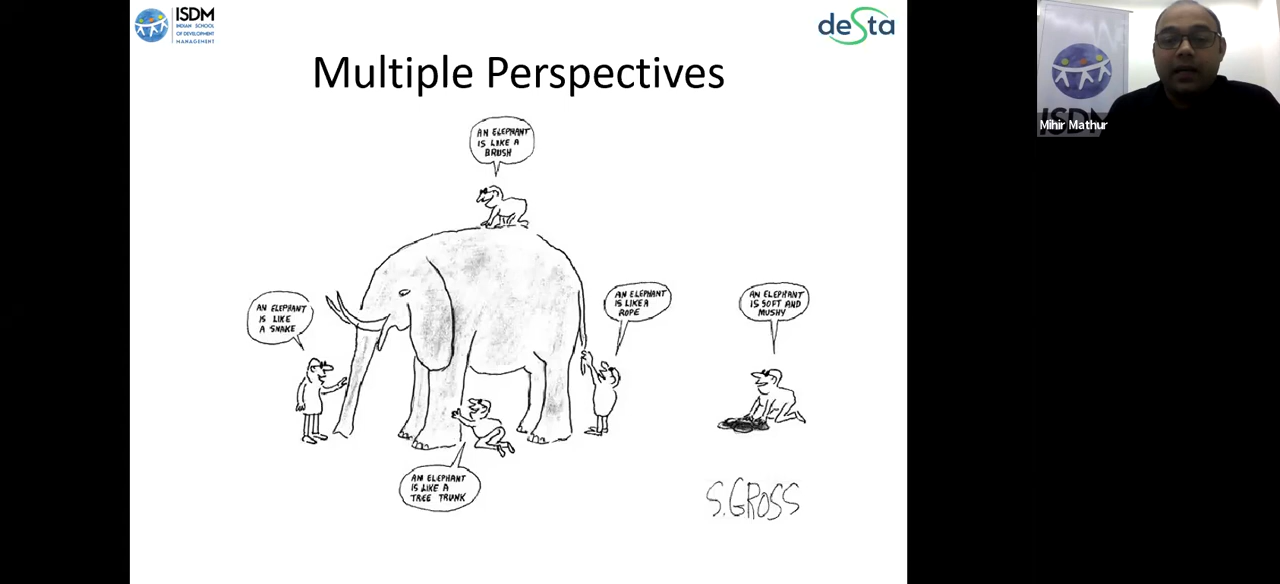 ISDM
INDIAN SCHOOL
OF DEVELOPMENT
MANAGEMENT
desta
Multiple Perspectives
Mihir Mathur
AN ELEPHANT
IS LIKE A
BRUSH
AN ELEPHANT
IS LIKE
A SNAKE
AN ELEPHANT
IS LIKE A
ROPE
AN ELEPHANT
IS SOFT AND
MUSHY
AN ELEPHANT
IS LIKE A
TREE TRUNK
S.GROSS
ISDM